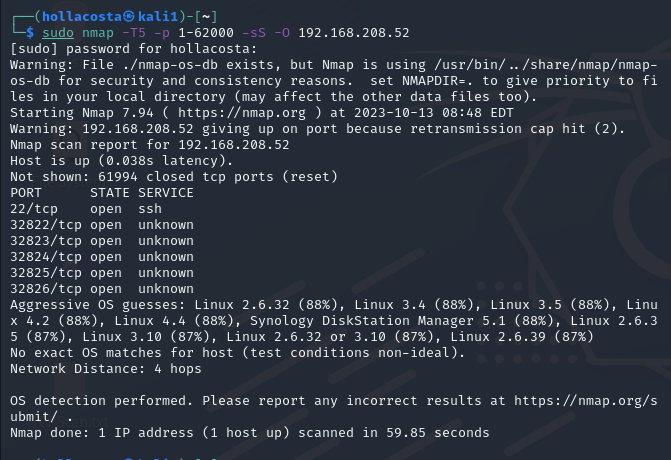 ┌──(hollacosta㉿kali1)-[~]
└─$ sudo nmap -T5 -p 1-62000 -sS -O 192.168.208.52
[sudo] password for hollacosta:
Warning: File ./nmap-os-db exists, but Nmap is using /usr/bin/../share/nmap/nmap-
os-db for security and consistency reasons.  set NMAPDIR=. to give priority to fi
les in your local directory (may affect the other data files too).
Starting Nmap 7.94 ( https://nmap.org ) at 2023-10-13 08:48 EDT
Warning: 192.168.208.52 giving up on port because retransmission cap hit (2).
Nmap scan report for 192.168.208.52
Host is up (0.038s latency).
Not shown: 61994 closed tcp ports (reset)
PORT      STATE SERVICE
22/tcp    open  ssh
32822/tcp open  unknown
32823/tcp open  unknown
32824/tcp open  unknown
32825/tcp open  unknown
32826/tcp open  unknown
Aggressive OS guesses: Linux 2.6.32 (88%), Linux 3.4 (88%), Linux 3.5 (88%), Linu
x 4.2 (88%), Linux 4.4 (88%), Synology DiskStation Manager 5.1 (88%), Linux 2.6.3
5 (87%), Linux 3.10 (87%), Linux 2.6.32 or 3.10 (87%), Linux 2.6.39 (87%)
No exact OS matches for host (test conditions non-ideal).
Network Distance: 4 hops

OS detection performed. Please report any incorrect results at https://nmap.org/s
ubmit/ .
Nmap done: 1 IP address (1 host up) scanned in 59.85 seconds